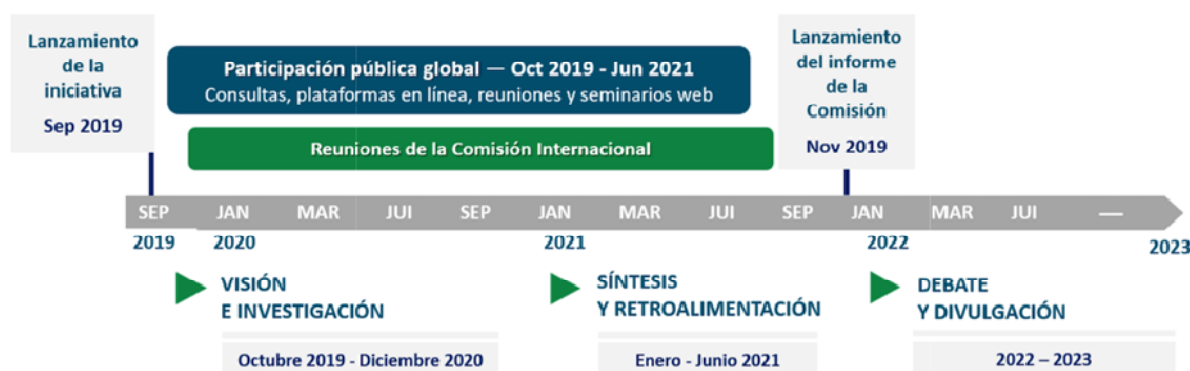 Lanzamiento
de la
iniciativa
Sep 2019
Participación pública global — Oct 2019 - Jun 2021
Consultas, plataformas en línea, reuniones y seminarios web
Reuniones de la Comisión Internacional
Lanzamiento
del informe
de la
Comisión
Nov 2019
SEP JAN MAR JUI SEP JAN MAR JUI SEP JAN MAR JUI —
2019 2020 2021 2022 2023
VISIÓN
E INVESTIGACIÓN
Octubre 2019 - Diciembre 2020
SÍNTESIS
Y RETROALIMENTACIÓN
Enero - Junio 2021
DEBATE
Y DIVULGACIÓN
2022 – 2023